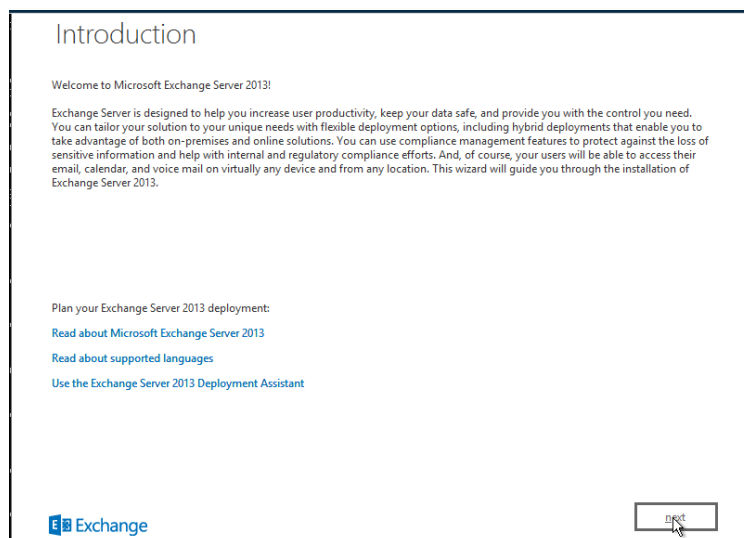 Introduction
Welcome to Microsoft Exchange Server 2013!
Exchange Server is designed to help you increase user productivity, keep your data safe, and provide you with the control you need.
You can tailor your solution to your unique needs with flexible deployment options, including hybrid deployments that enable you to
take advantage of both on-premises and online solutions. You can use compliance management features to protect against the loss of
sensitive information and help with internal and regulatory compliance efforts. And, of course, your users will be able to access their
email, calendar, and voice mail on virtually any device and from any location. This wizard will guide you through the installation of
Exchange Server 2013.
Plan your Exchange Server 2013 deployment:
Read about Microsoft Exchange Server 2013
Read about supported languages
Use the Exchange Server 2013 Deployment Assistant
Exchange
next